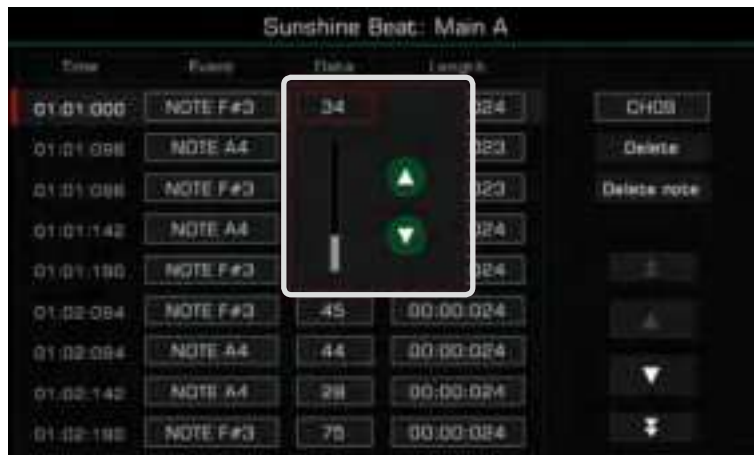 Sunshine Beat: Main A
Time Event Data Length
01:01:000 NOTE F#3 34 :024 CH09
01:01:096 NOTE A4 :023 Delete
01:01:096 NOTE F#3 :023 Delete note
01:01:142 NOTE A4 :024
01:01:190 NOTE F#3 :024
01:02:094 NOTE F#3 45 00:00:024
01:02:094 NOTE A4 44 00:00:024
01:02:142 NOTE A4 00:00:024
01:02:190 NOTE F#3 75 00:00:024